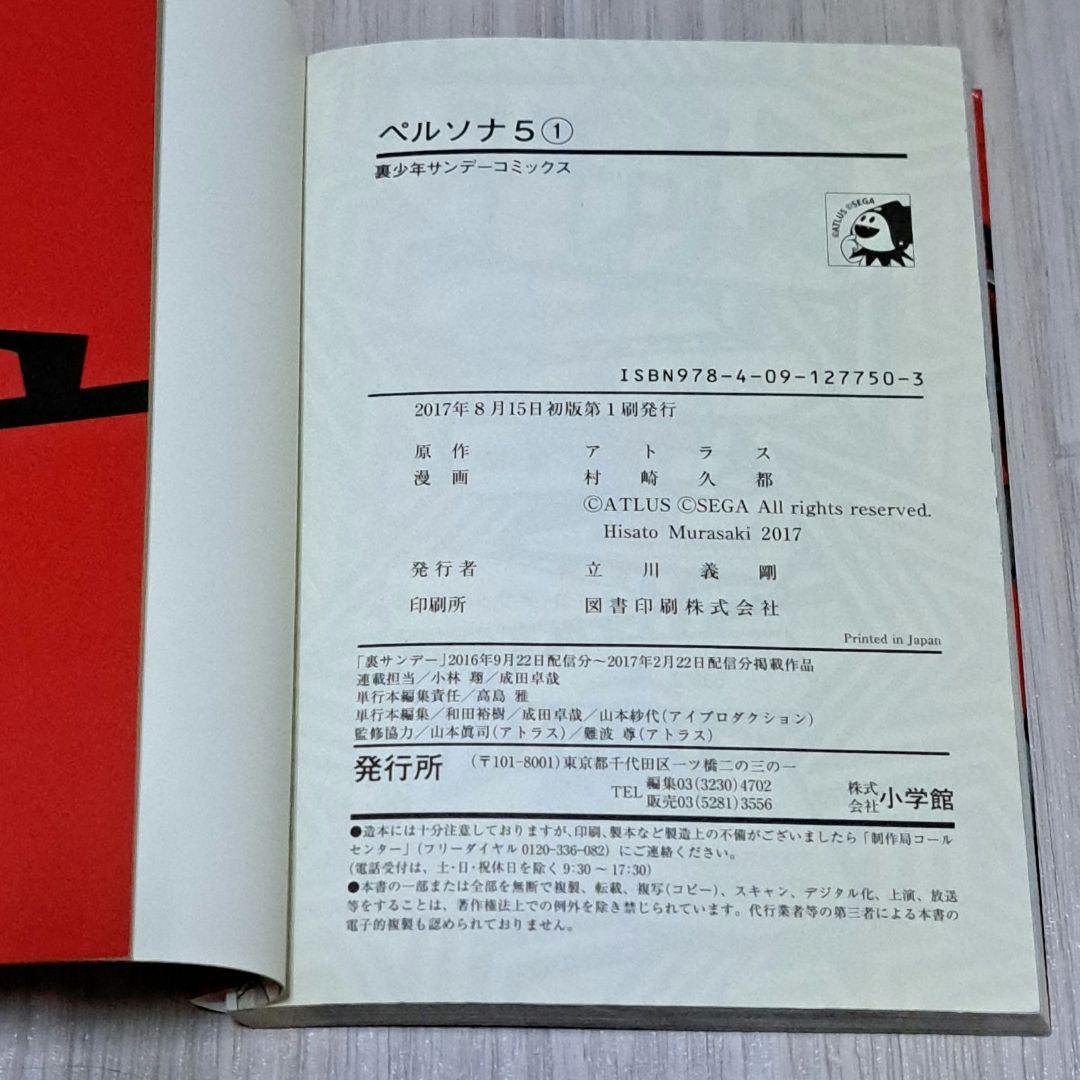 ペルソナ5①
裏少年サンデーコミックス
©ATLUS ©SEGA
ISBN978-4-09-127750-3
2017年8月15日初版第1刷発行
原作 アトラス
漫画 村崎久都
©ATLUS ©SEGA All rights reserved.
Hisato Murasaki 2017
発行者 立川義剛
印刷所 図書印刷株式会社
Printed in Japan
「裏サンデー」2016年9月22日配信分〜2017年2月22日配信分掲載作品
連載担当／小林 翔／成田卓哉
単行本編集責任／高島 雅
単行本編集／和田裕樹／成田卓哉／山本紗代(アイプロダクション)
監修協力／山本眞司(アトラス)／難波 尊(アトラス)
発行所 (〒101-8001)東京都千代田区一ツ橋二の三の一
TEL 編集03(3230)4702
販売03(5281)3556
株式会社 小学館
●造本には十分注意しておりますが、印刷、製本など製造上の不備がございましたら「制作局コール
センター」(フリーダイヤル0120-336-082) にご連絡ください。
(電話受付は、土・日・祝休日を除く9:30〜17:30)
●本書の一部または全部を無断で複製、転載、複写(コピー)、スキャン、デジタル化、上演、放送
等をすることは、著作権法上での例外を除き禁じられています。代行業者等の第三者による本書の
電子的複製も認められておりません。